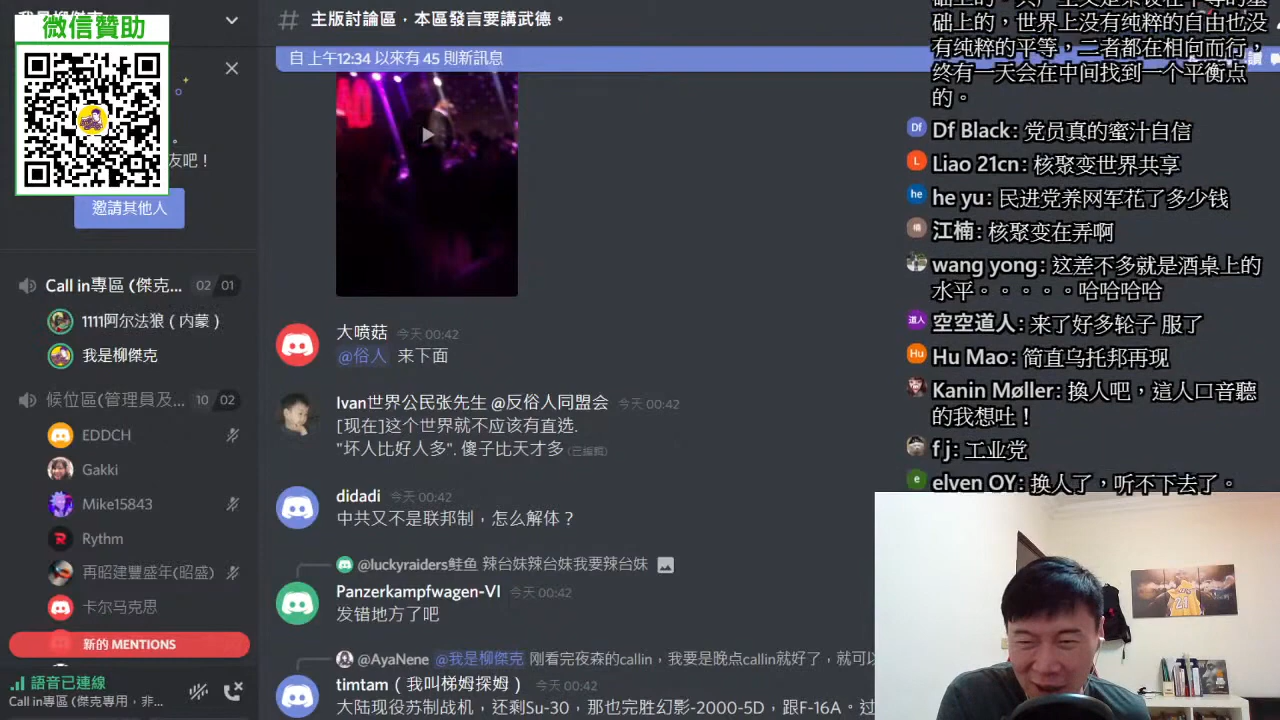 微信贊助
友吧！
邀請其他人
Call in專區 (傑克... 02 01
1111阿尔法狼（内蒙）
我是柳傑克
候位區(管理員及... 10 02
EDDCH
Gakki
Mike15843
Rythm
再昭建豐盛年(昭盛)
卡尔马克思
新的 MENTIONS
語音已連線
Call in專區 (傑克專用，非...
# 主版討論區，本區發言要講武德。
自 上午12:34 以來有 45 則新訊息
大喷菇 今天 00:42
@俗人 来下面
Ivan世界公民张先生 @反俗人同盟会 今天 00:42
[现在]这个世界就不应该有直选.
"坏人比好人多". 傻子比天才多 (已編輯)
didadi 今天 00:42
中共又不是联邦制，怎么解体？
@luckyraiders鲑鱼 辣台妹辣台妹我要辣台妹
Panzerkampfwagen-VI 今天 00:42
发错地方了吧
@AyaNene @我是柳傑克 刚看完夜森的callin，我要是晚点callin就好了，就可以
timtam（我叫梯姆探姆） 今天 00:42
大陆现役苏制战机，还剩Su-30，那也完胜幻影-2000-5D，跟F-16A。过
础上的，世界上没有纯粹的自由也没
有纯粹的平等，二者都在相向而行，
终有一天会在中间找到一个平衡点
的。
Df Black: 党员真的蜜汁自信
Liao 21cn: 核聚变世界共享
he yu: 民进党养网军花了多少钱
江楠: 核聚变在弄啊
wang yong: 这差不多就是酒桌上的
水平。。。。。哈哈哈哈
空空道人: 来了好多轮子 服了
Hu Mao: 简直乌托邦再现
Kanin Møller: 換人吧，這人口音聽
的我想吐！
f j: 工业党
elven OY: 换人了，听不下去了。